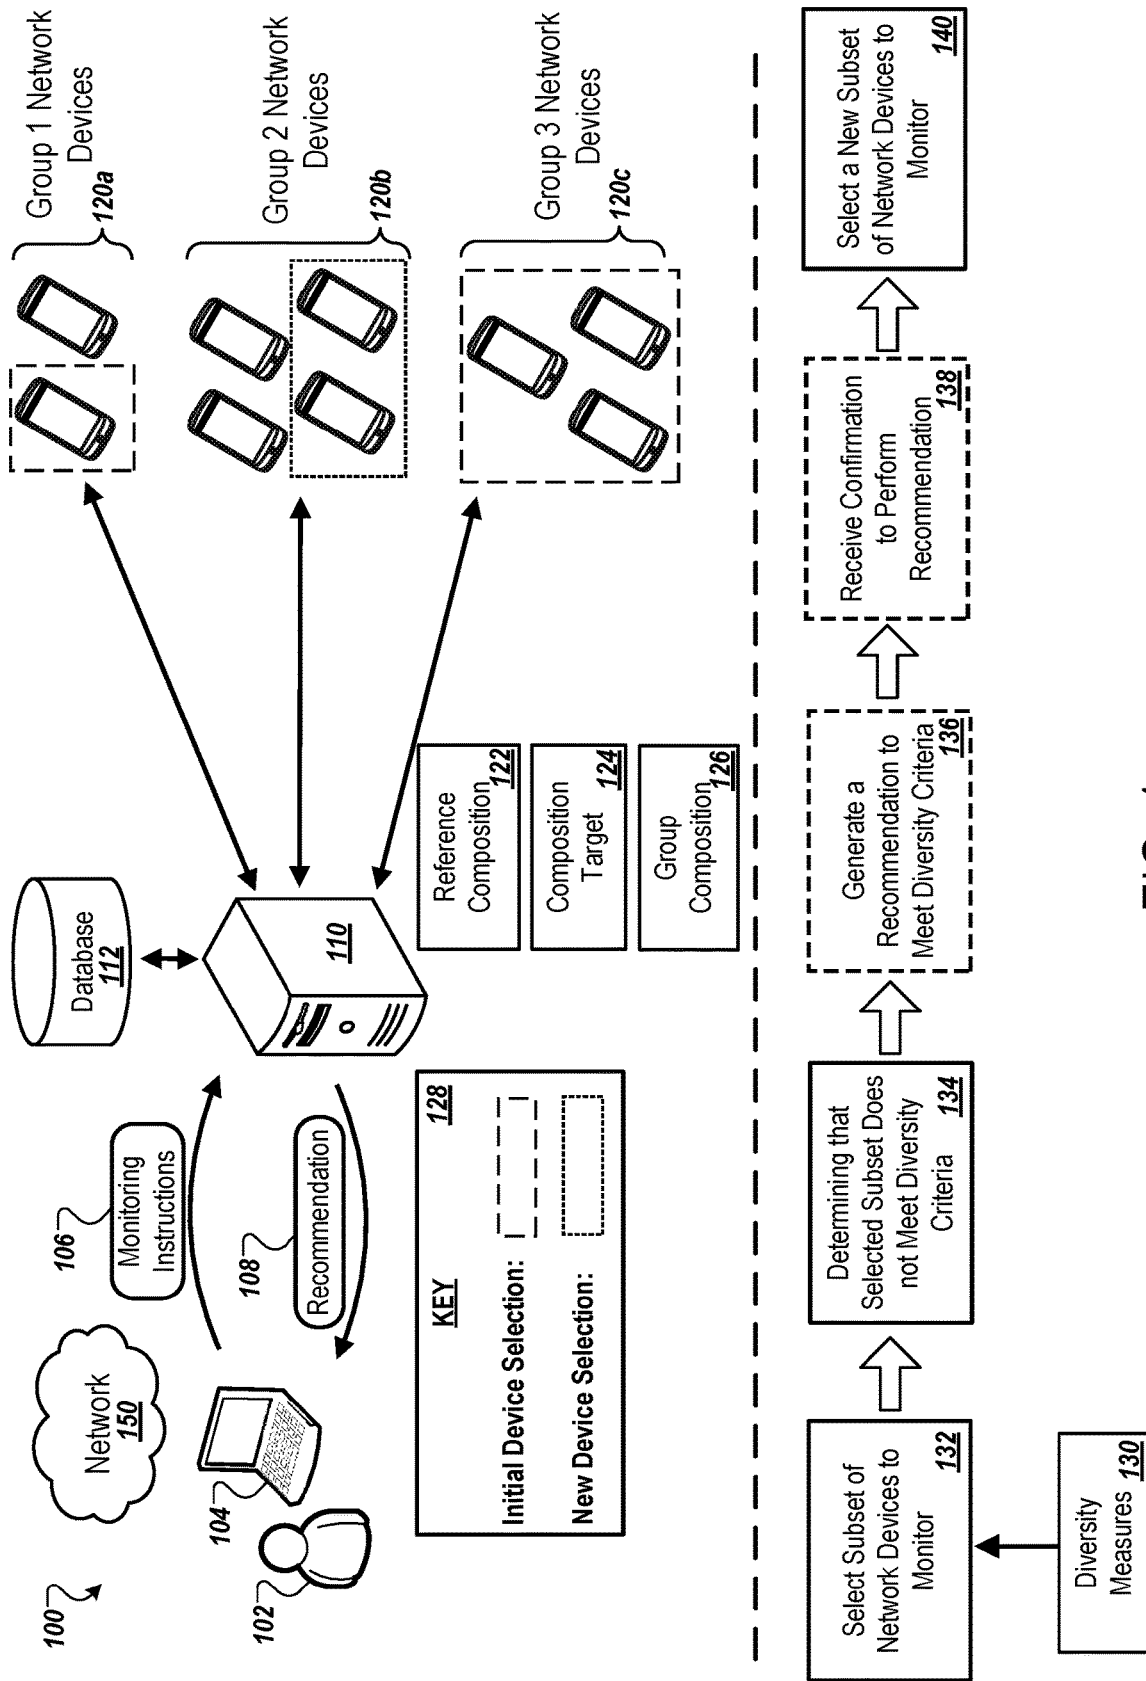 100
Network
150
102
104
106
Monitoring
Instructions
108
Recommendation
Database
112
110
Group 1 Network
Devices
120a
Group 2 Network
Devices
120b
Group 3 Network
Devices
120c
KEY
128
Initial Device Selection:
New Device Selection:
Reference
Composition
122
Composition
Target
124
Group
Composition
126
Diversity
Measures
130
Select Subset of
Network Devices to
Monitor
132
Determining that
Selected Subset Does
not Meet Diversity
Criteria
134
Generate a
Recommendation to
Meet Diversity Criteria
136
Receive Confirmation
to Perform
Recommendation
138
Select a New Subset
of Network Devices to
Monitor
140